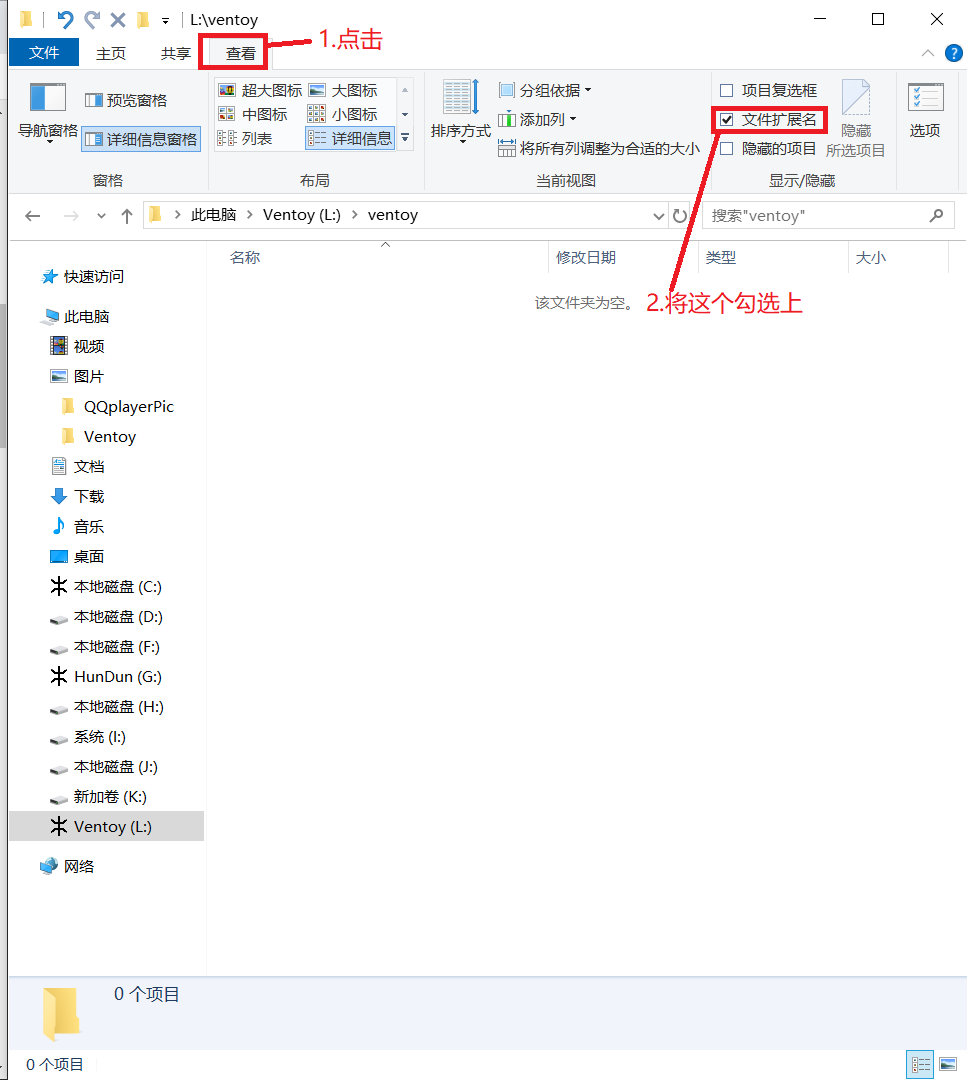 L:\ventoy
文件 主页 共享 查看 1.点击
导航窗格 预览窗格 详细信息窗格
超大图标 大图标
中图标 小图标
列表 详细信息
排序方式 分组依据
添加列
将所有列调整为合适的大小
项目复选框
文件扩展名
隐藏的项目
隐藏
所选项目
选项
窗格 布局 当前视图 显示/隐藏
此电脑 Ventoy (L:) ventoy 搜索"ventoy"
名称 修改日期 类型 大小
该文件夹为空。 2.将这个勾选上
快速访问
此电脑
视频
图片
QQplayerPic
Ventoy
文档
下载
音乐
桌面
本地磁盘 (C:)
本地磁盘 (D:)
本地磁盘 (F:)
HunDun (G:)
本地磁盘 (H:)
系统 (I:)
本地磁盘 (J:)
新加卷 (K:)
Ventoy (L:)
网络
0 个项目
0 个项目